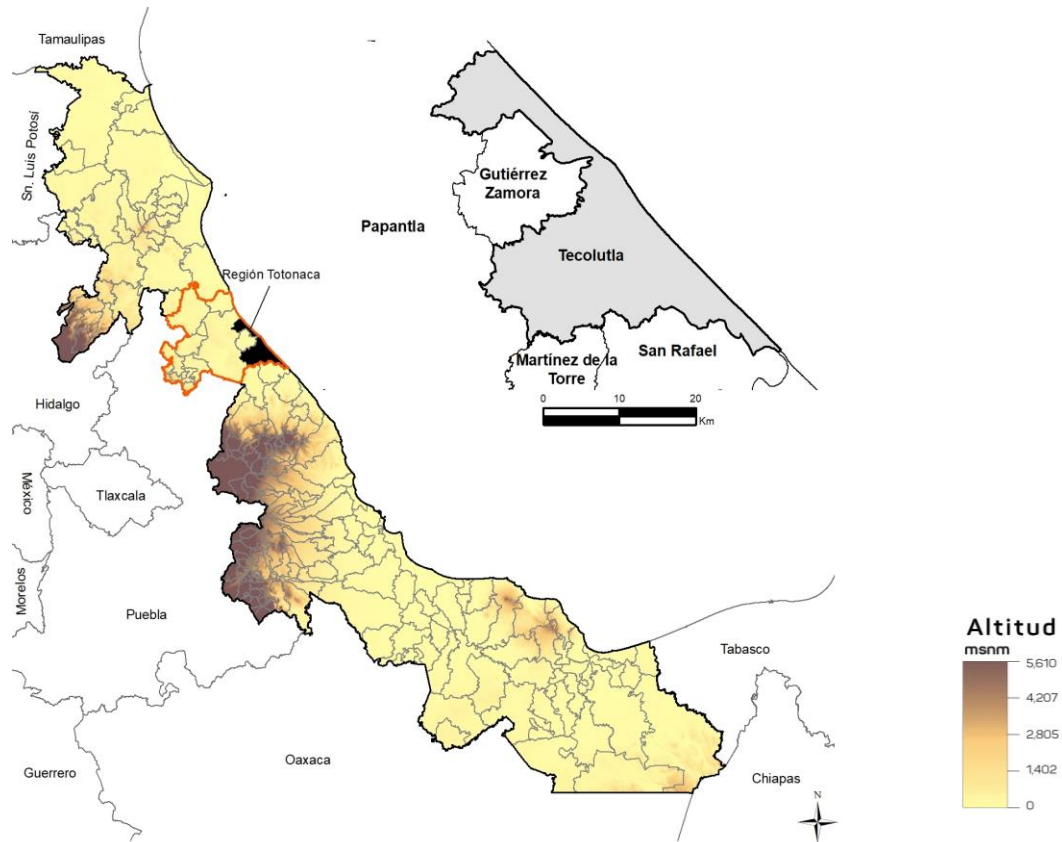 Tamaulipas
Sn. Luis Potosí
Gutiérrez
Zamora
Papantla
Tecolutla
Región Totonaca
Martínez de la
Torre
San Rafael
0 10 20
Km
Hidalgo
México
Tlaxcala
Morelos
Puebla
Altitud
msnm
5,610
4,207
2,805
1,402
0
Tabasco
Oaxaca
Guerrero
Chiapas
N